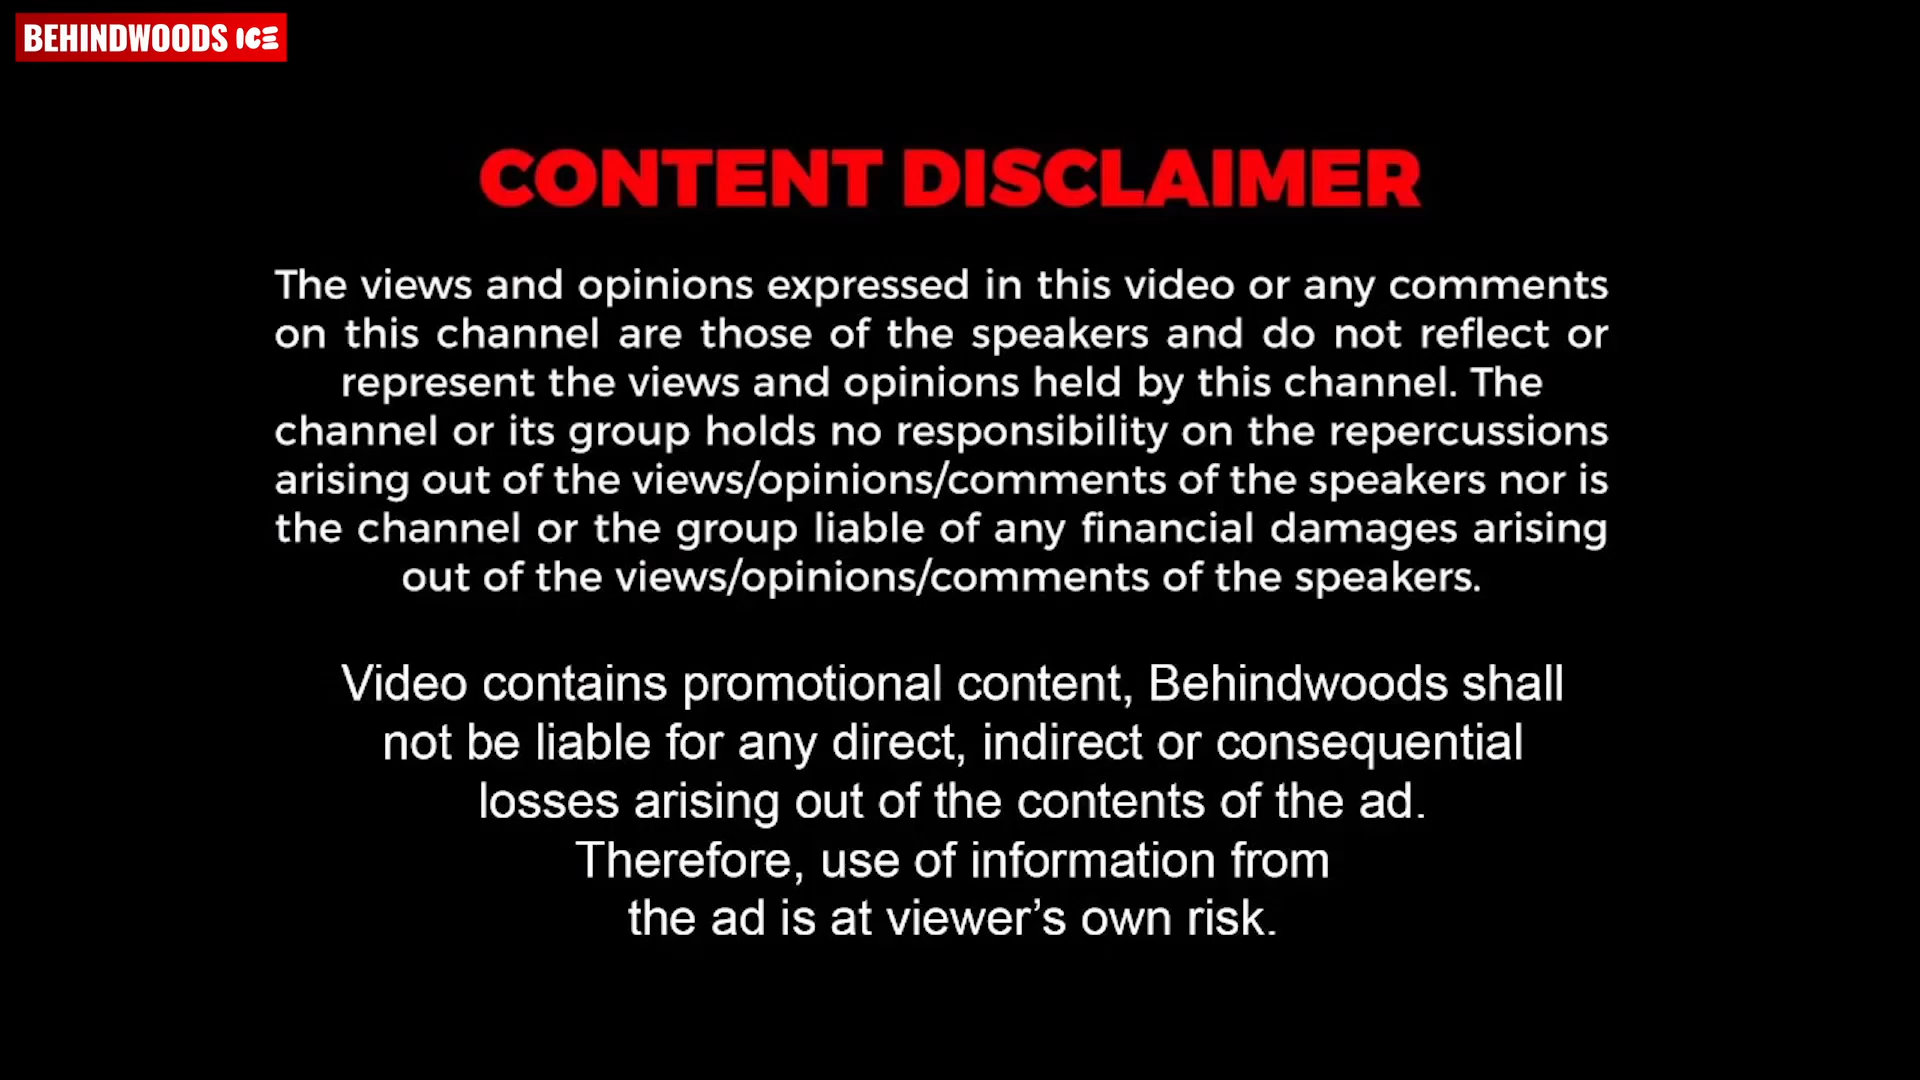 BEHINDWOODS ICE
CONTENT DISCLAIMER
The views and opinions expressed in this video or any comments
on this channel are those of the speakers and do not reflect or
represent the views and opinions held by this channel. The
channel or its group holds no responsibility on the repercussions
arising out of the views/opinions/comments of the speakers nor is
the channel or the group liable of any financial damages arising
out of the views/opinions/comments of the speakers.
Video contains promotional content, Behindwoods shall
not be liable for any direct, indirect or consequential
losses arising out of the contents of the ad.
Therefore, use of information from
the ad is at viewer’s own risk.